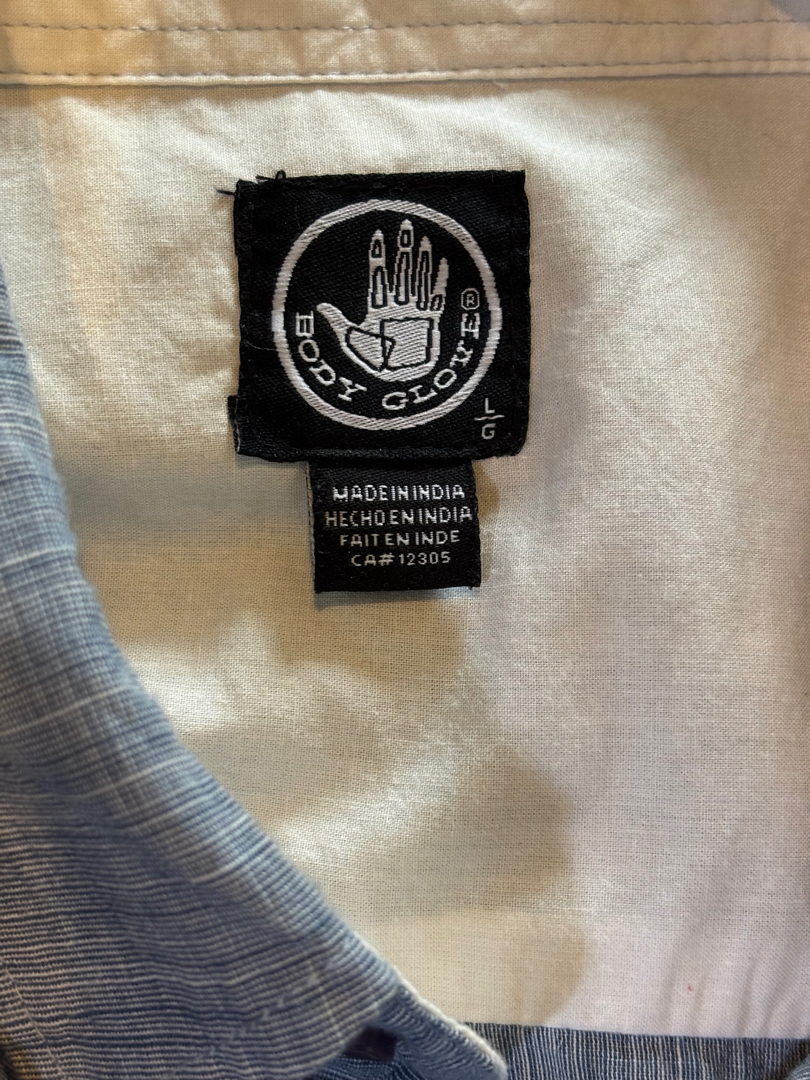 BODY GLOVE®
L
G
MADE IN INDIA
HECHO EN INDIA
FAIT EN INDE
CA# 12305